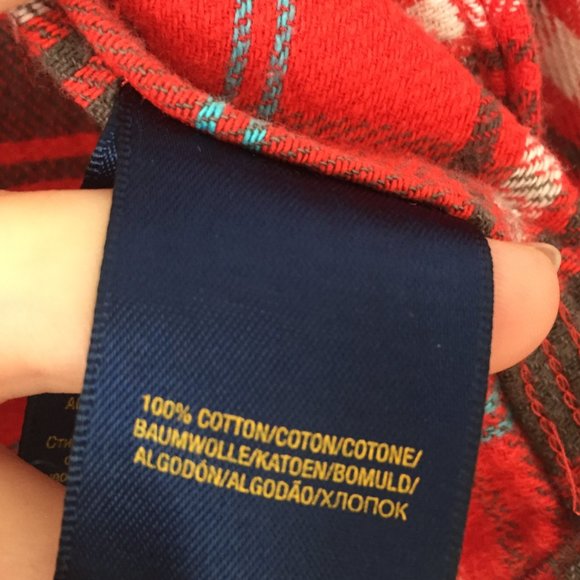 100% COTTON/COTON/COTONE/
BAUMWOLLE/KATOEN/BOMULD/
ALGODÓN/ALGODÃO/ХЛОПОК